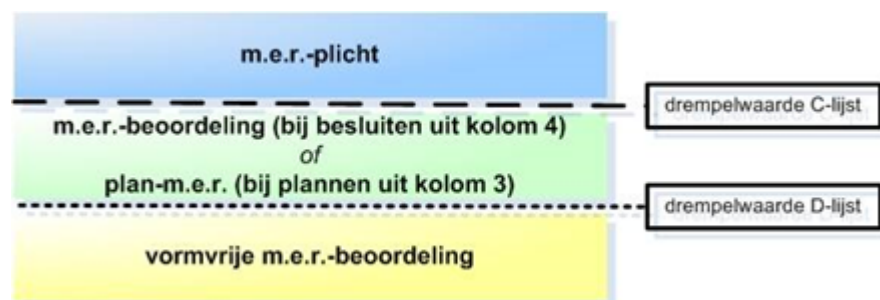 m.e.r.-plicht
drempelwaarde C-lijst
m.e.r.-beoordeling (bij besluiten uit kolom 4)
of
plan-m.e.r. (bij plannen uit kolom 3)
drempelwaarde D-lijst
vormvrije m.e.r.-beoordeling